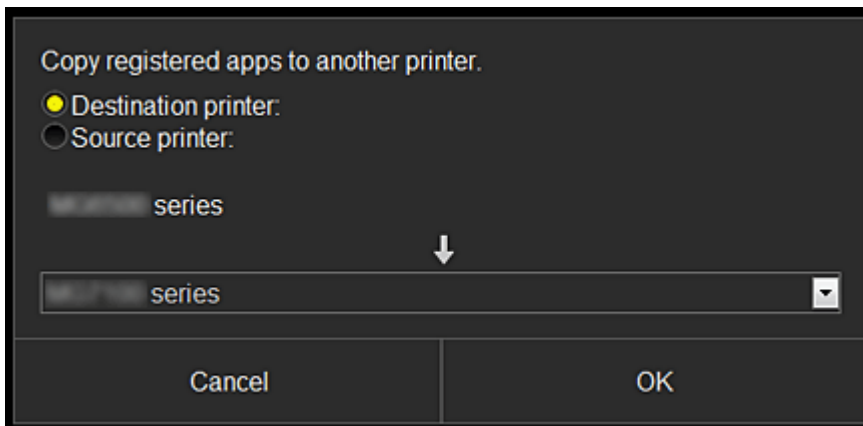 Copy registered apps to another printer.
Destination printer:
Source printer:
series
series
Cancel
OK